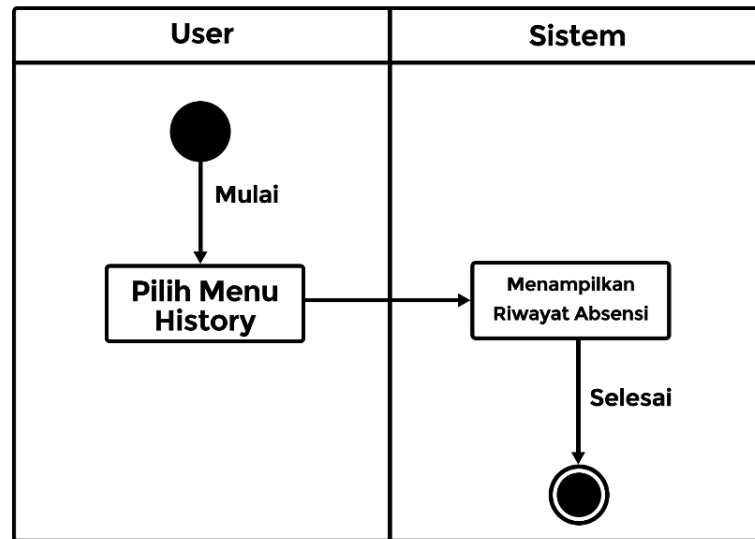 User
Sistem
Mulai
Pilih Menu
History
Menampilkan
Riwayat Absensi
Selesai